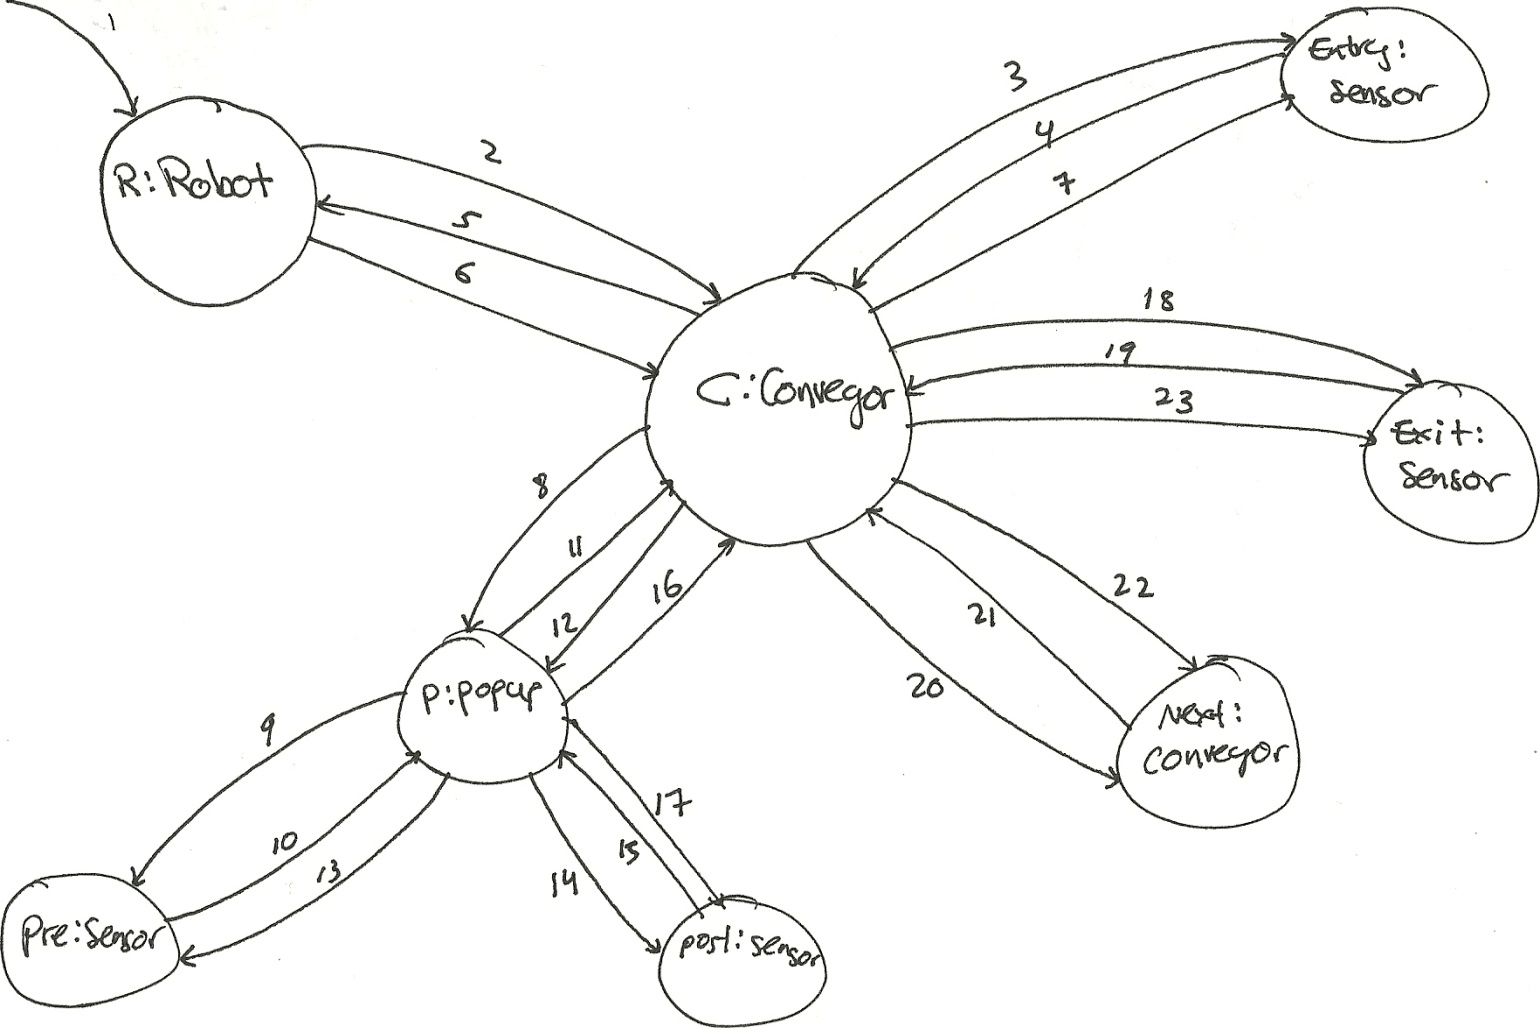 1
R:Robot
2
5
6
3
4
7
Entry:
sensor
C:Conveyor
18
19
23
Exit:
sensor
8
11
12
16
20
21
22
Next:
conveyor
P:popup
9
10
13
14
15
17
Pre:Sensor
post:sensor